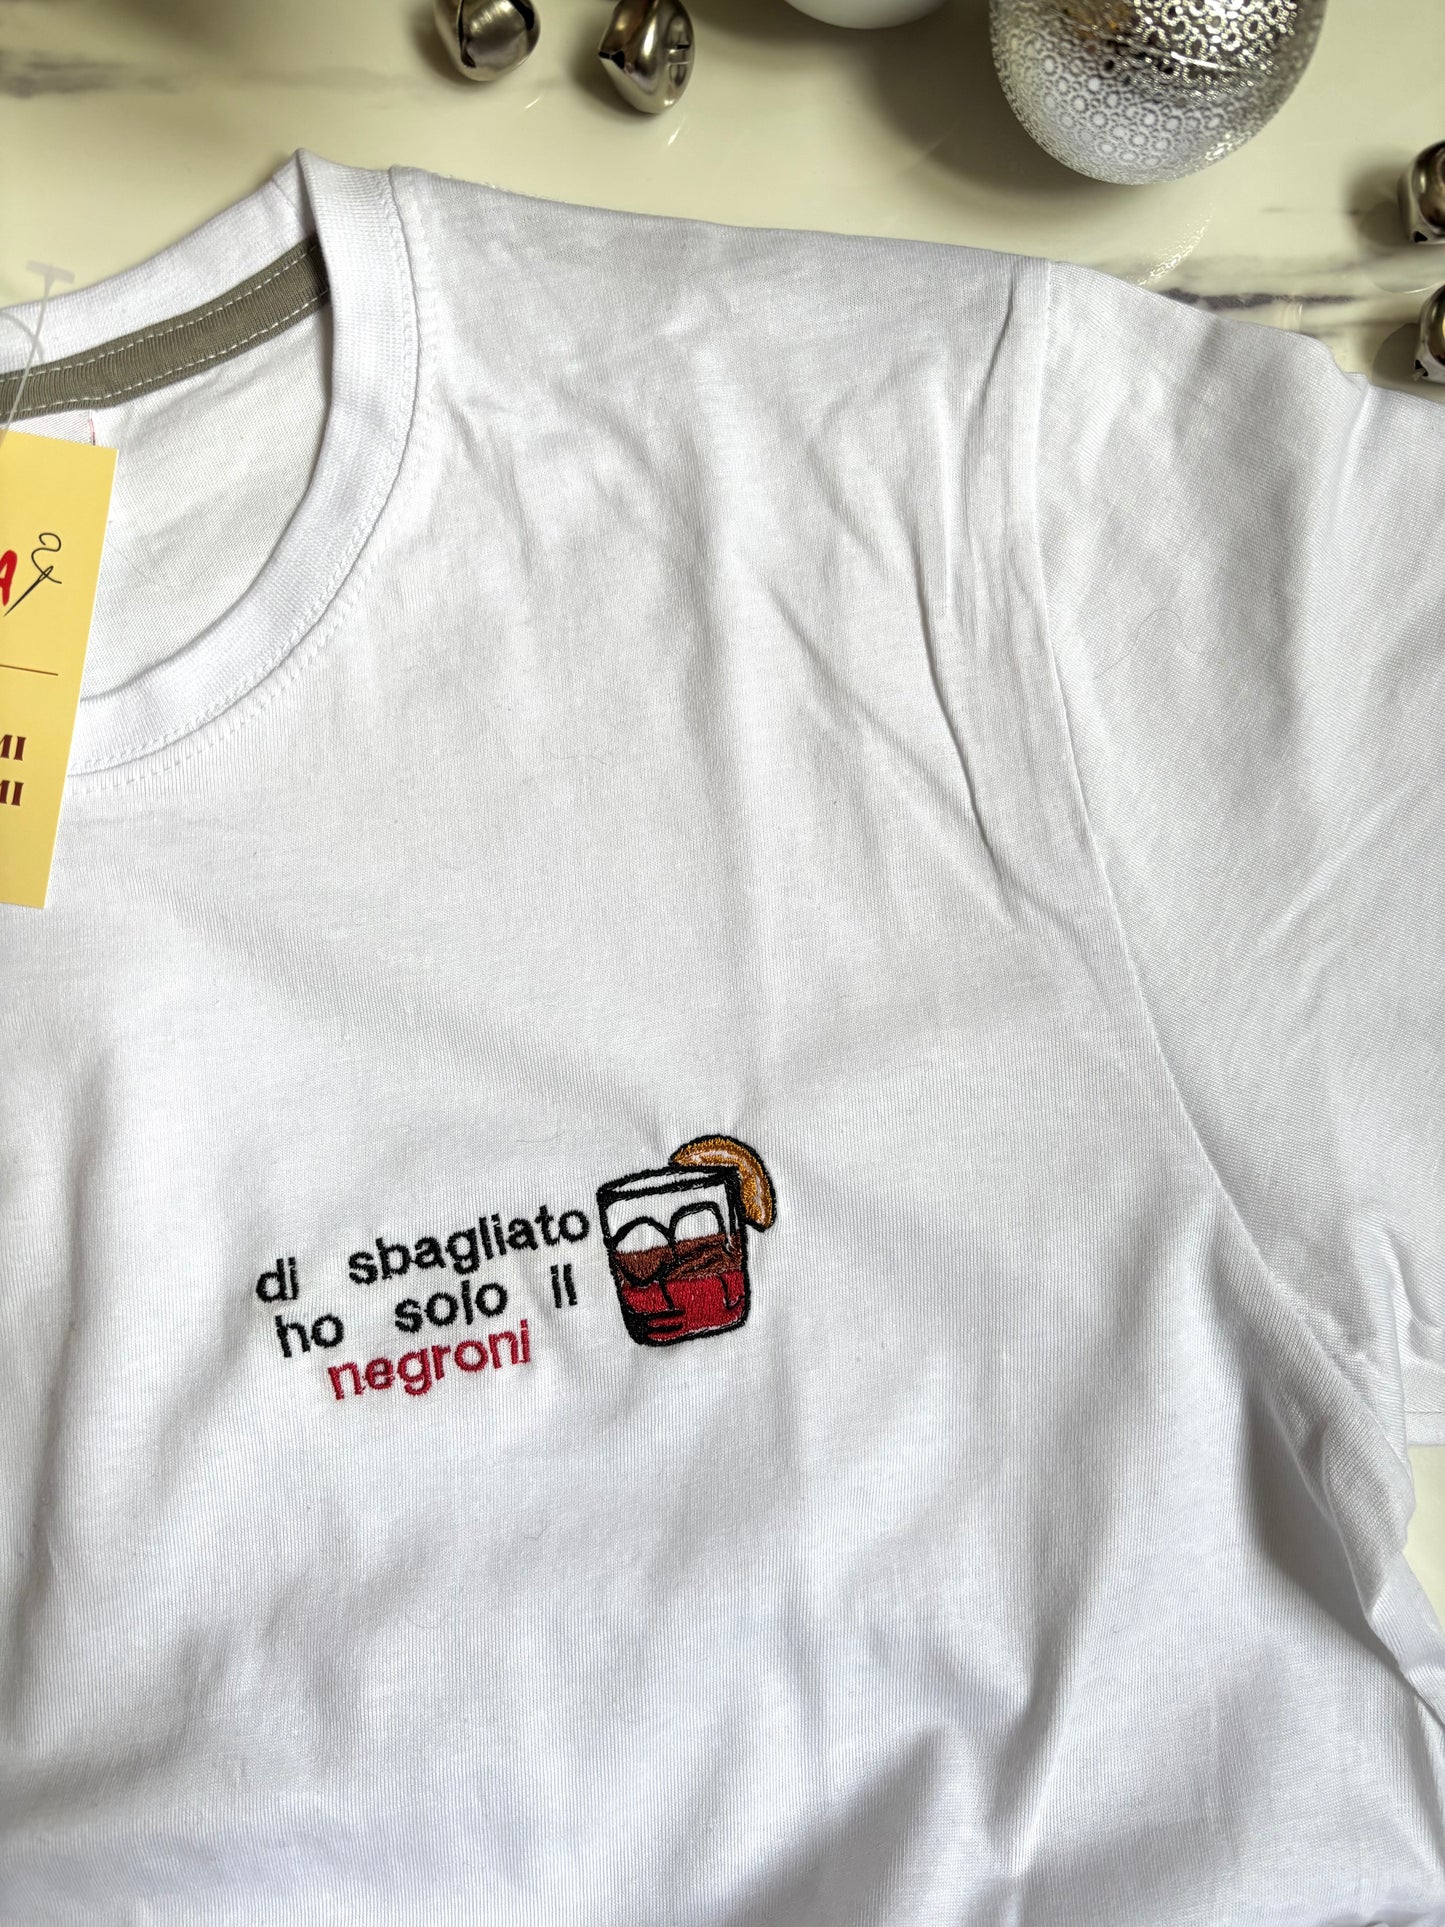 di sbagliato
ho solo il
negroni